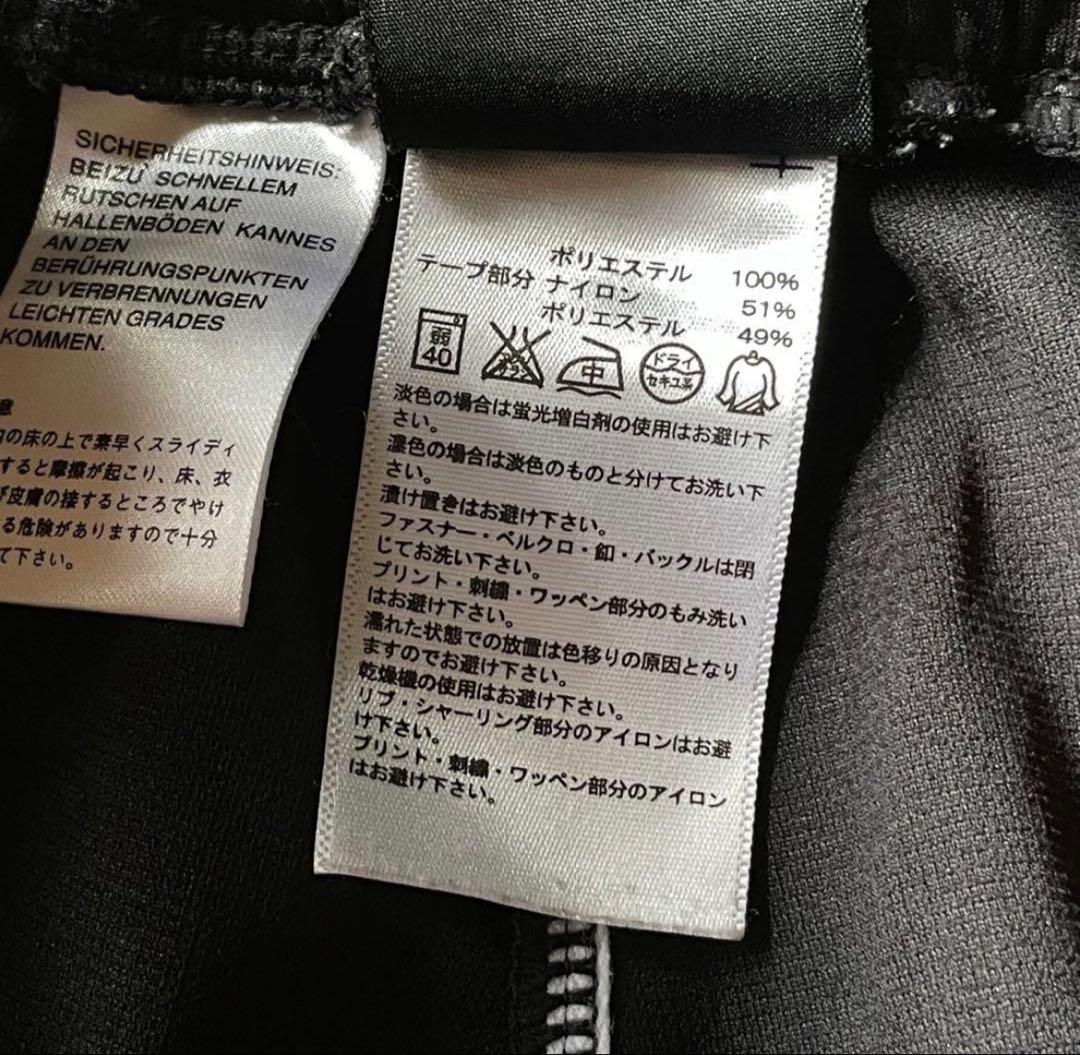 SICHERHEITSHINWEIS:
BEIZU SCHNELLEM
RUTSCHEN AUF
HALLENBÖDEN KANNES
AN DEN
BERÜHRUNGSPUNKTEN
ZU VERBRENNUNGEN
LEICHTEN GRADES
KOMMEN.
意
の床の上で素早くスライディ
すると摩擦が起こり、床、衣
皮膚の接するところでやけ
る危険がありますので十分
て下さい。
ポリエステル 100%
テープ部分 ナイロン 51%
ポリエステル 49%
弱 40
中
ドライ
セキユ系
淡色の場合は蛍光増白剤の使用はお避け下
さい。
濃色の場合は淡色のものと分けてお洗い下
さい。
漬け置きはお避け下さい。
ファスナー・ベルクロ・釦・バックルは閉
じてお洗い下さい。
プリント・刺繍・ワッペン部分のもみ洗い
はお避け下さい。
濡れた状態での放置は色移りの原因となり
ますのでお避け下さい。
乾燥機の使用はお避け下さい。
リブ・シャーリング部分のアイロンはお避
け下さい。
プリント・刺繍・ワッペン部分のアイロン
はお避け下さい。